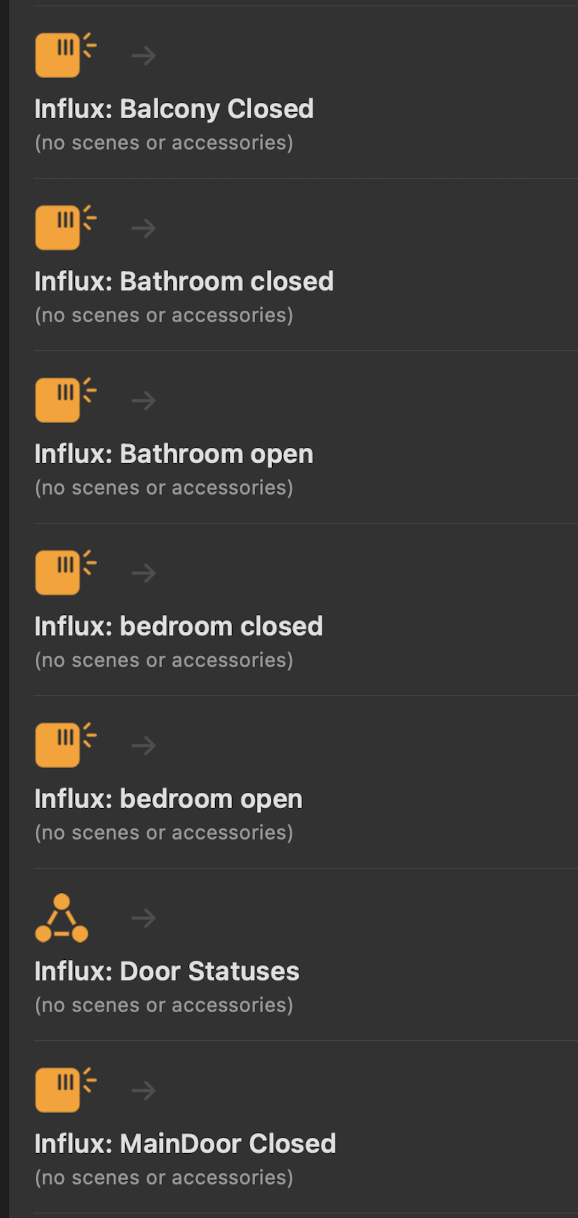 Influx: Balcony Closed
(no scenes or accessories)
Influx: Bathroom closed
(no scenes or accessories)
Influx: Bathroom open
(no scenes or accessories)
Influx: bedroom closed
(no scenes or accessories)
Influx: bedroom open
(no scenes or accessories)
Influx: Door Statuses
(no scenes or accessories)
Influx: MainDoor Closed
(no scenes or accessories)